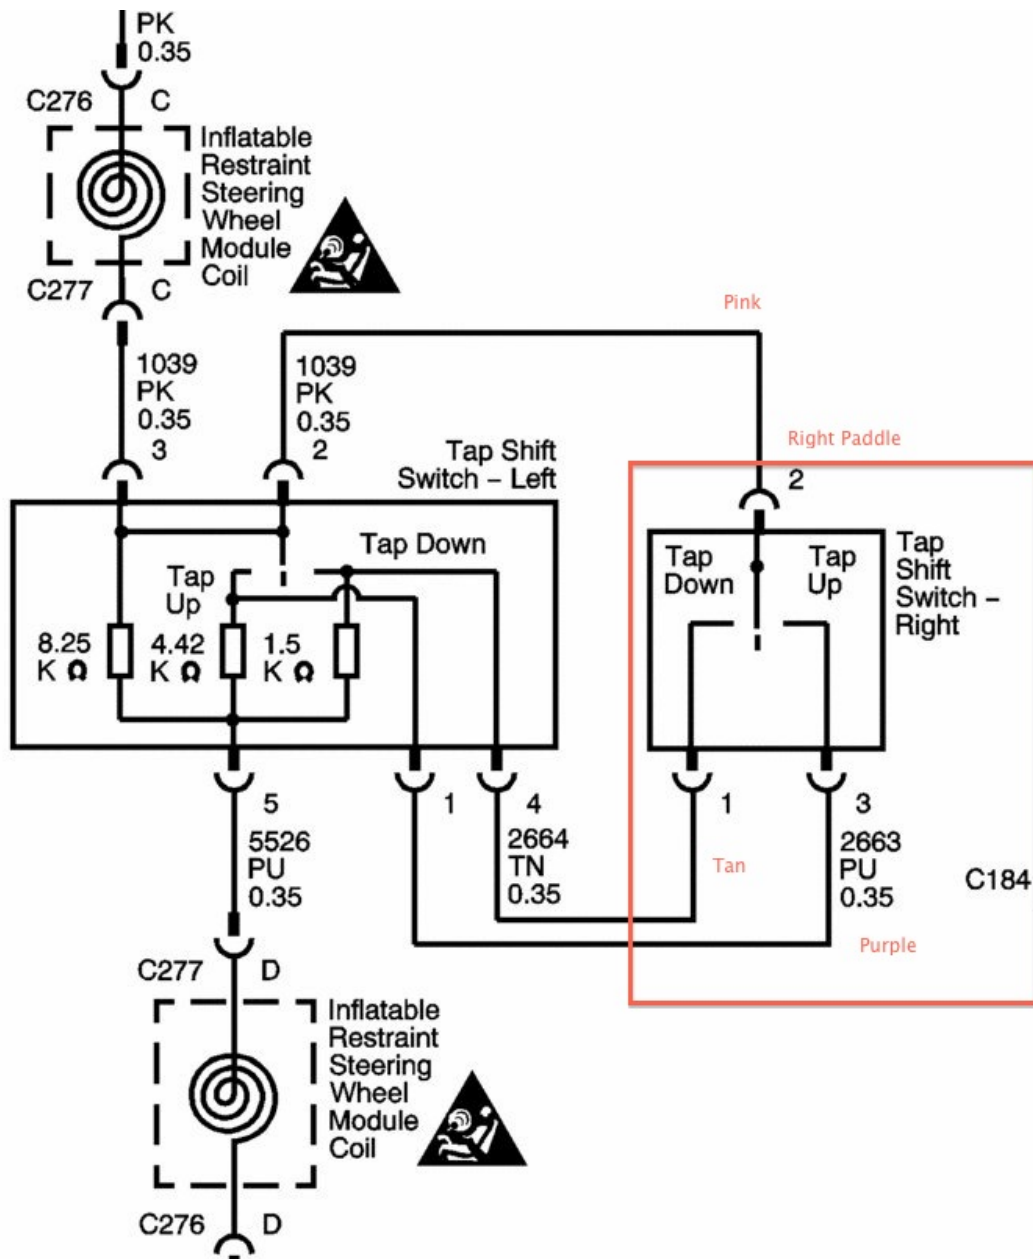 PK
0.35
C276 C
Inflatable
Restraint
Steering
Wheel
Module
Coil
C277 C
Pink
1039
PK
0.35
3
1039
PK
0.35
2
Right Paddle
Tap Shift
Switch – Left
2
Tap Down
Tap
Up
8.25
K Ω
4.42
K Ω
1.5
K Ω
Tap
Down
Tap
Up
Tap
Shift
Switch –
Right
5
1
4
1
3
5526
PU
0.35
2664
TN
0.35
Tan
2663
PU
0.35
C184
Purple
C277 D
Inflatable
Restraint
Steering
Wheel
Module
Coil
C276 D